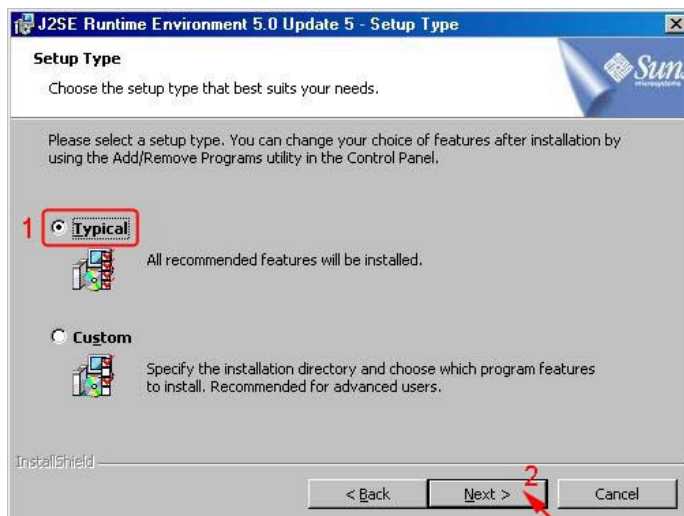 J2SE Runtime Environment 5.0 Update 5 - Setup Type
Setup Type
Choose the setup type that best suits your needs.
Sun
microsystems
Please select a setup type. You can change your choice of features after installation by
using the Add/Remove Programs utility in the Control Panel.
1 Typical
All recommended features will be installed.
Custom
Specify the installation directory and choose which program features
to install. Recommended for advanced users.
InstallShield
2
< Back Next > Cancel